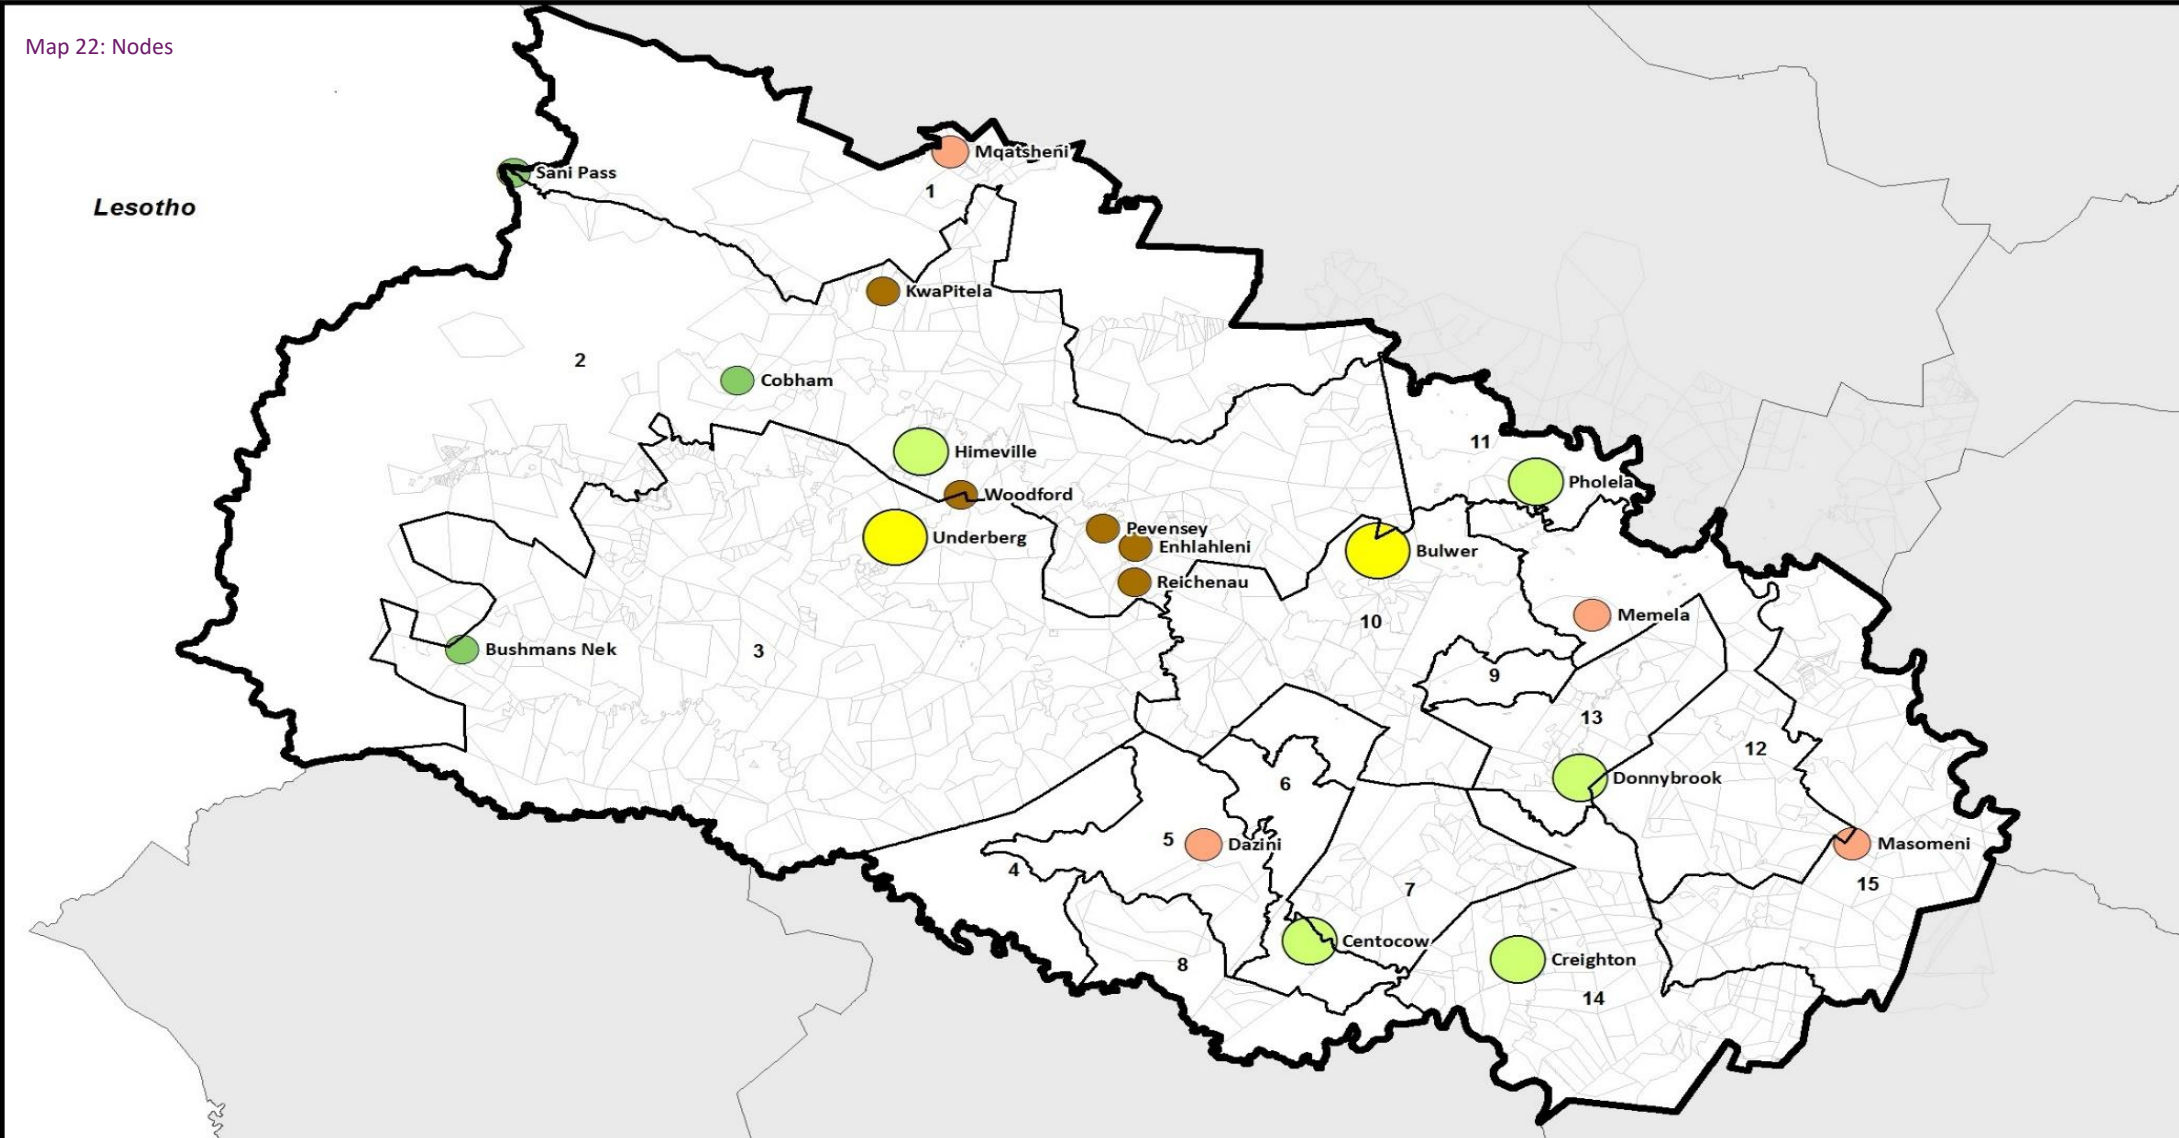 Map 22: Nodes
Mqatsheni
Sani Pass
1
Lesotho
KwaPitela
2
Cobham
11
Himeville
Pholela
Woodford
Pevensey
Underberg
Enhlahleni
Bulwer
Reichenau
Memela
10
Bushmans Nek
3
9
13
12
Donnybrook
6
5
Dazini
Masomeni
4
15
7
Centocow
Creighton
8
14